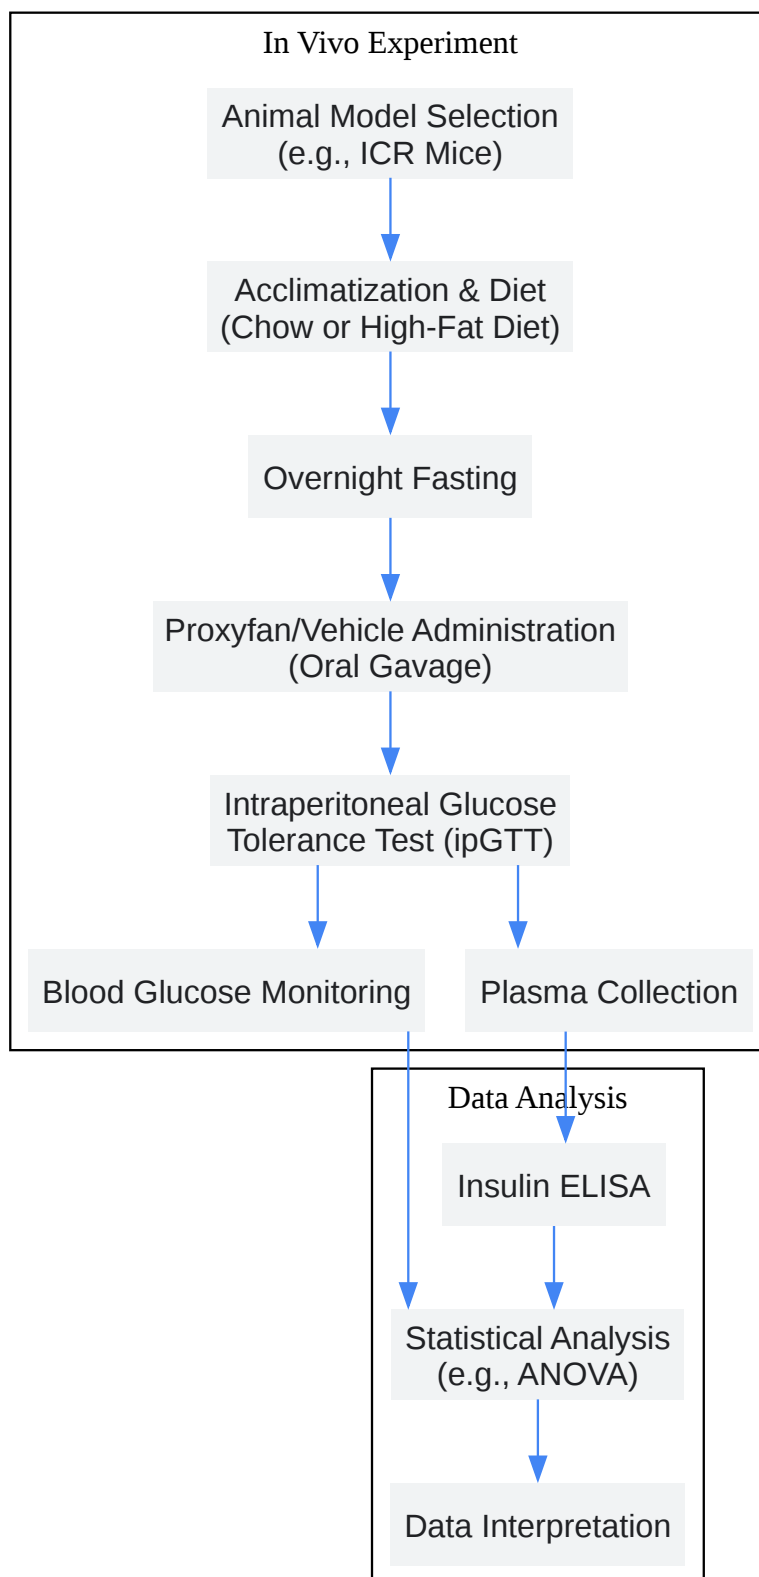 In Vivo Experiment
Animal Model Selection
(e.g., ICR Mice)
Acclimatization & Diet
(Chow or High-Fat Diet)
Overnight Fasting
Proxyfan/Vehicle Administration
(Oral Gavage)
Intraperitoneal Glucose
Tolerance Test (ipGTT)
Blood Glucose Monitoring
Plasma Collection
Data Analysis
Insulin ELISA
Statistical Analysis
(e.g., ANOVA)
Data Interpretation